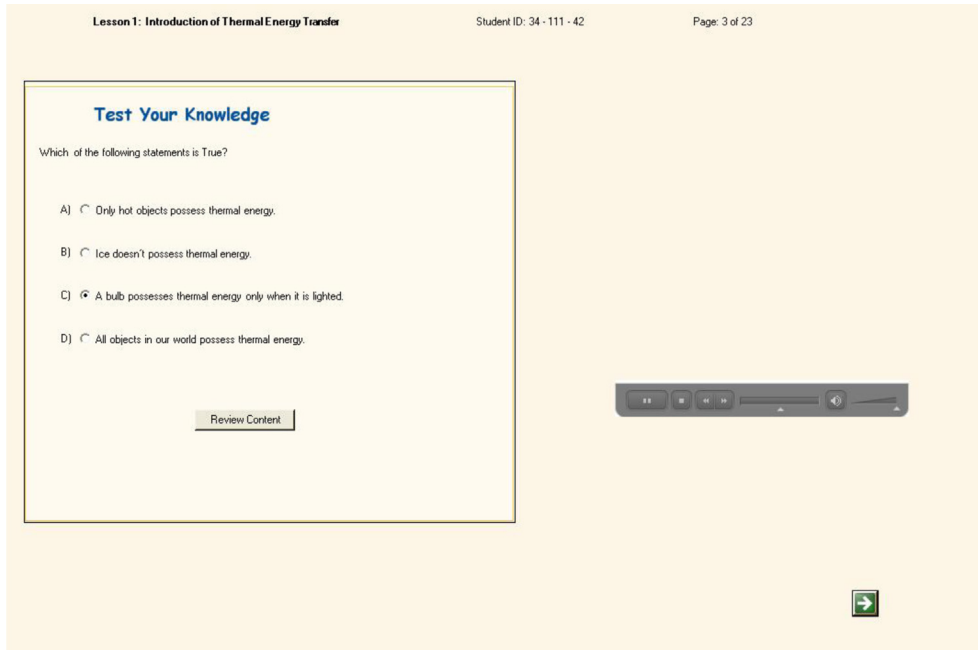 Lesson 1: Introduction of Thermal Energy Transfer Student ID: 34 - 111 - 42 Page: 3 of 23
Test Your Knowledge
Which of the following statements is True?
A) Only hot objects possess thermal energy.
B) Ice doesn't possess thermal energy.
C) A bulb possesses thermal energy only when it is lighted.
D) All objects in our world possess thermal energy.
Review Content